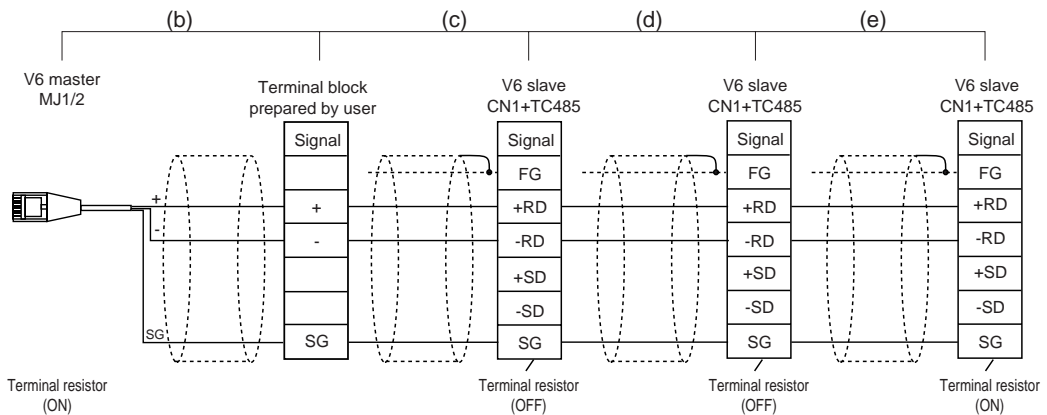 (b)
(c)
(d)
(e)
V6 master
MJ1/2
Terminal block
prepared by user
V6 slave
CN1+TC485
V6 slave
CN1+TC485
V6 slave
CN1+TC485
Signal
Signal
Signal
Signal
FG
FG
FG
+
+
+RD
+RD
+RD
-
-
-RD
-RD
-RD
+SD
+SD
+SD
-SD
-SD
-SD
SG
SG
SG
SG
SG
Terminal resistor
(ON)
Terminal resistor
(OFF)
Terminal resistor
(OFF)
Terminal resistor
(ON)